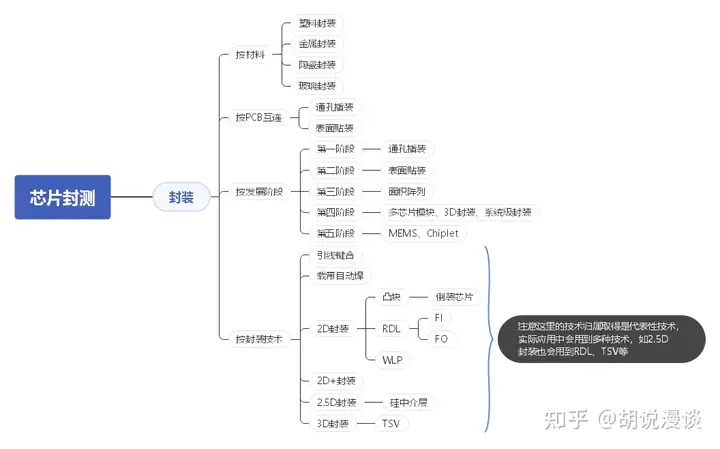 塑料封装
金属封装
陶瓷封装
玻璃封装
按材料
通孔插装
表面贴装
按PCB互连
第一阶段
通孔插装
第二阶段
表面贴装
第三阶段
面积阵列
第四阶段
多芯片模块、3D封装、系统级封装
第五阶段
MEMS、Chiplet
按发展阶段
芯片封测
封装
引线键合
载带自动焊
凸块
倒装芯片
2D封装
RDL
FI
FO
WLP
2D+封装
2.5D封装
硅中介层
3D封装
TSV
按封装技术
注意这里的技术归属取得是代表性技术,
实际应用中会用到多种技术，如2.5D
封装也会用到RDL、TSV等
知乎 @胡说漫谈